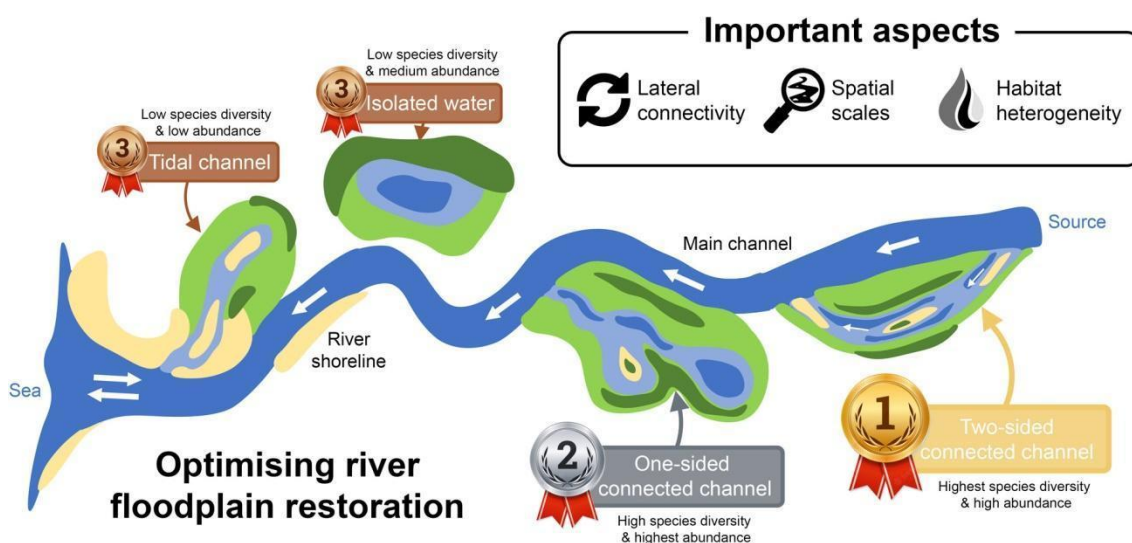 Important aspects
Lateral
connectivity
Spatial
scales
Habitat
heterogeneity
Low species diversity
& medium abundance
3
Isolated water
Low species diversity
& low abundance
3
Tidal channel
Main channel
Source
River
shoreline
Sea
Optimising river
floodplain restoration
2
One-sided
connected channel
High species diversity
& highest abundance
1
Two-sided
connected channel
Highest species diversity
& high abundance